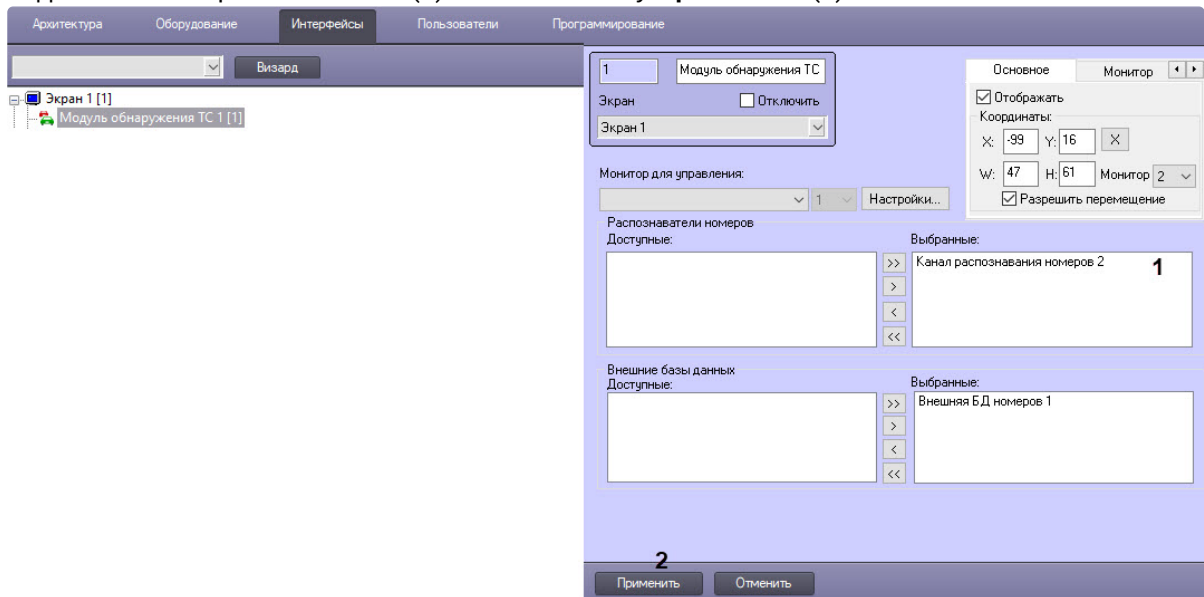 Архитектура Оборудование Интерфейсы Пользователи Программирование
Визард
Экран 1 [1]
Модуль обнаружения ТС 1 [1]
1 Модуль обнаружения ТС
Экран Отключить
Экран 1
Основное Монитор
Отображать
Координаты:
X: -99 Y: 16 X
W: 47 H: 61 Монитор 2
Разрешить перемещение
Монитор для управления:
1 Настройки...
Распознаватели номеров
Доступные: Выбранные:
>> Канал распознавания номеров 2 1
>
<
<<
Внешние базы данных
Доступные: Выбранные:
>> Внешняя БД номеров 1
>
<
<<
2
Применить Отменить